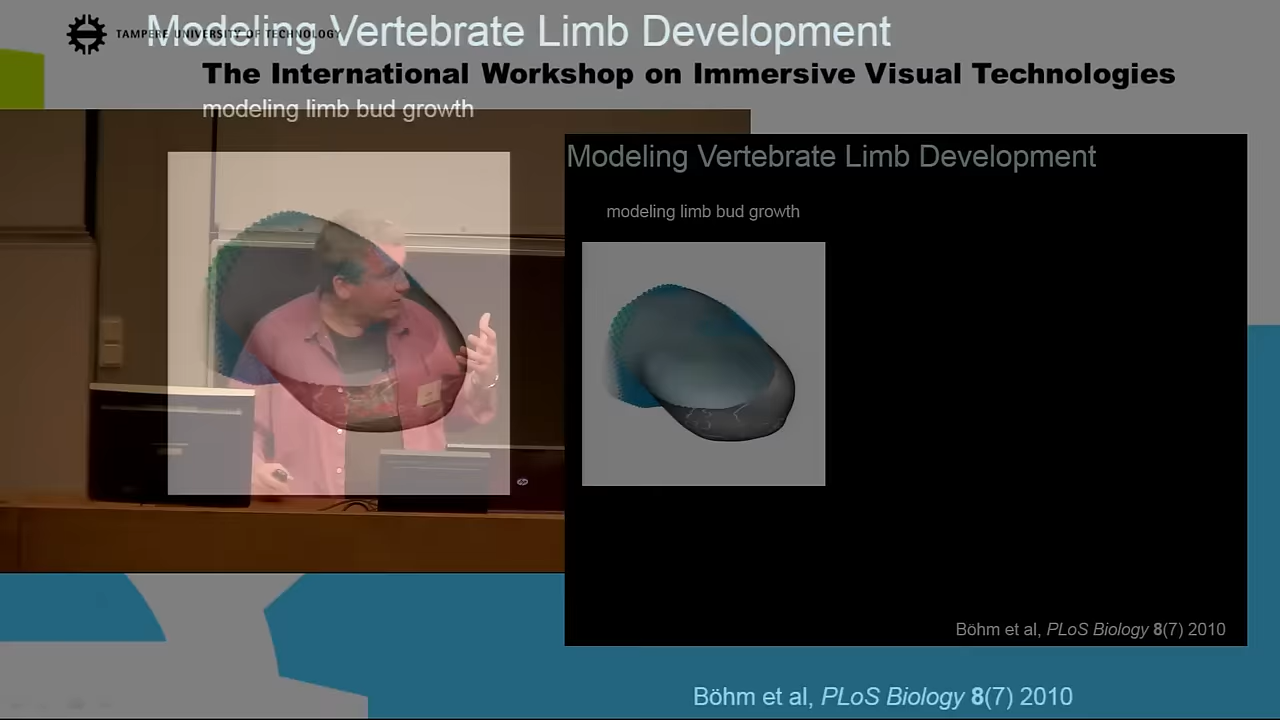 Modeling Vertebrate Limb Development
TAMPERE UNIVERSITY OF TECHNOLOGY
The International Workshop on Immersive Visual Technologies
modeling limb bud growth
Modeling Vertebrate Limb Development
modeling limb bud growth
Böhm et al, PLoS Biology 8(7) 2010
Böhm et al, PLoS Biology 8(7) 2010